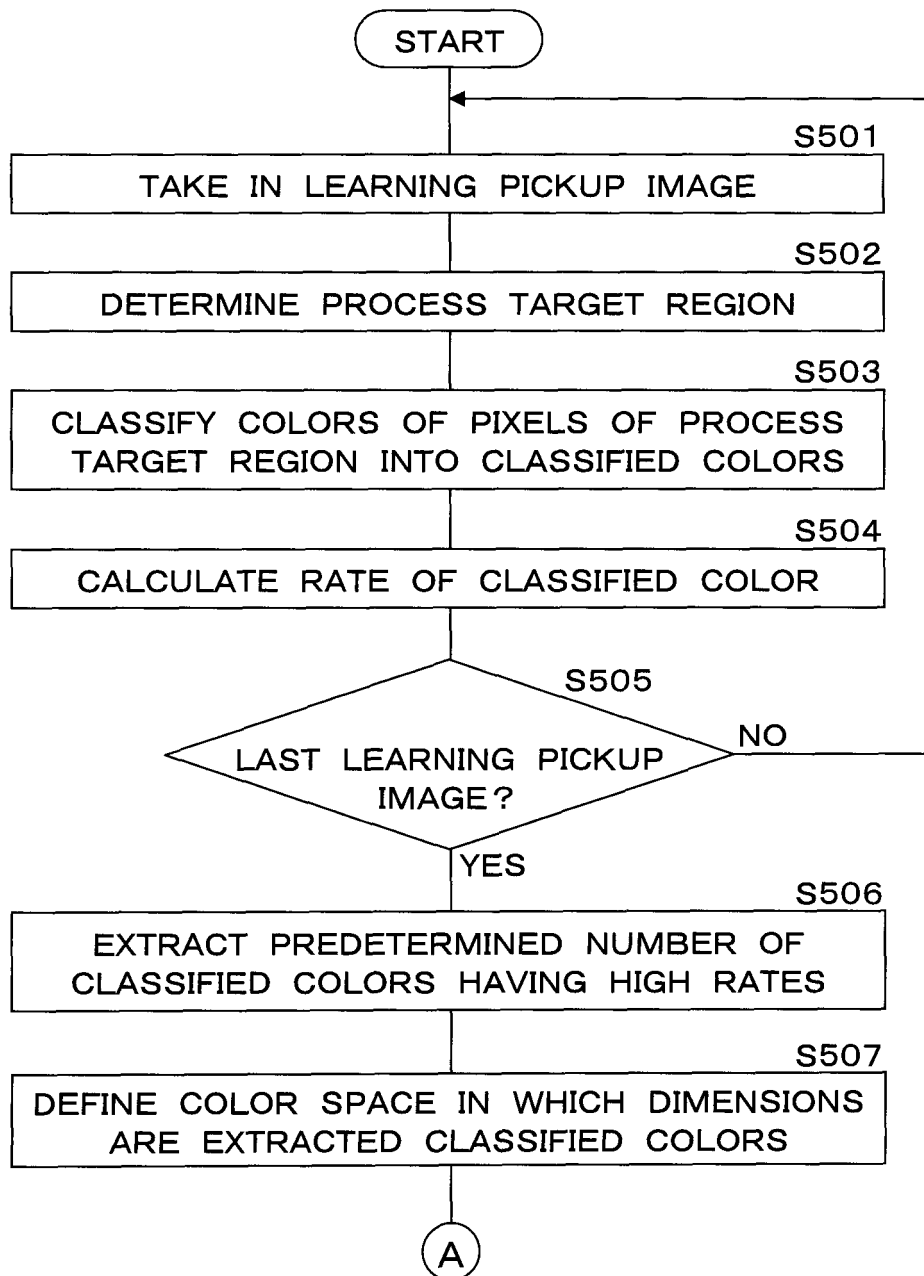 START
S501
TAKE IN LEARNING PICKUP IMAGE
S502
DETERMINE PROCESS TARGET REGION
S503
CLASSIFY COLORS OF PIXELS OF PROCESS
TARGET REGION INTO CLASSIFIED COLORS
S504
CALCULATE RATE OF CLASSIFIED COLOR
S505
LAST LEARNING PICKUP
IMAGE?
NO
YES
S506
EXTRACT PREDETERMINED NUMBER OF
CLASSIFIED COLORS HAVING HIGH RATES
S507
DEFINE COLOR SPACE IN WHICH DIMENSIONS
ARE EXTRACTED CLASSIFIED COLORS
A